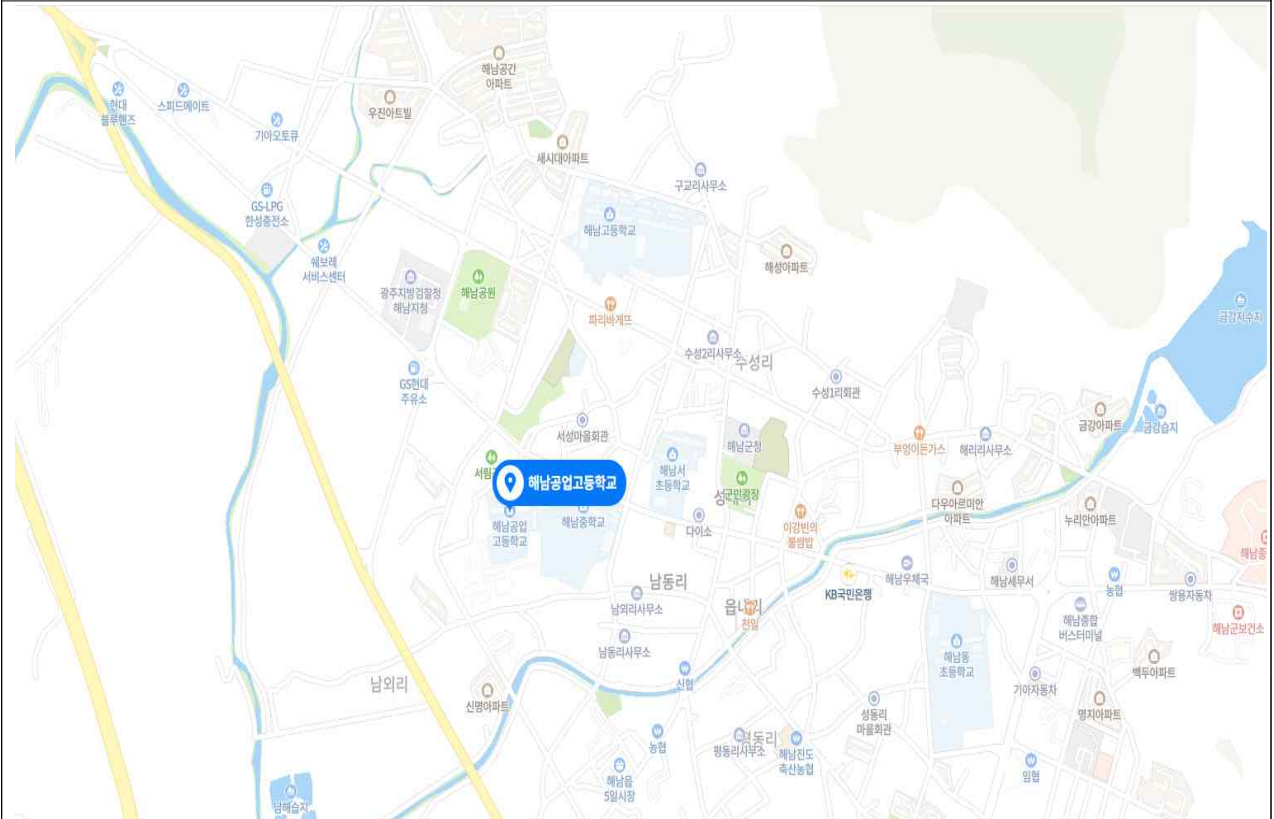 해남공간
아파트
현대
블루핸즈
스피드메이트
우진아트빌
기아오토큐
새시대아파트
구교리사무소
GS-LPG
한성충전소
해남고등학교
쉐보레
서비스센터
해성아파트
광주지방검찰청
해남지청
해남공원
파리바게뜨
금강저수지
수성2리사무소
수성리
GS현대
주유소
수성1리회관
서성마을회관
금강아파트
금강습지
해남군청
부엉이돈가스
해리리사무소
서림
해남공업고등학교
해남서
초등학교
군민광장
다우아르미안
아파트
누리안아파트
해남공업
고등학교
해남중학교
다이소
이강빈의
불쌈밥
해남종
남동리
KB국민은행
해남우체국
해남세무서
농협
쌍용자동차
남외리사무소
읍내리
천일
해남종합
버스터미널
해남군보건소
남동리사무소
해남동
초등학교
백두아파트
남외리
신명아파트
신협
기아자동차
성동리
마을회관
명지아파트
농협
평동리사무소
해남진도
축산농협
해남읍
5일시장
임협
남해습지